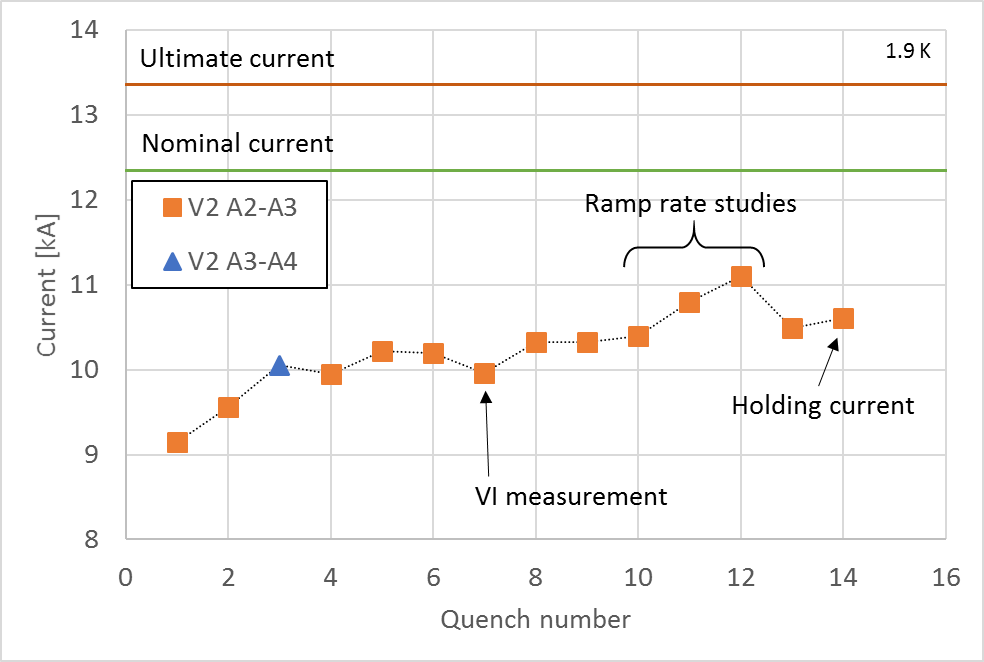 14
Ultimate current
1.9 K
13
Nominal current
12
V2 A2-A3
Ramp rate studies
V2 A3-A4
11
Current [kA]
10
Holding current
9
VI measurement
8
0 2 4 6 8 10 12 14 16
Quench number